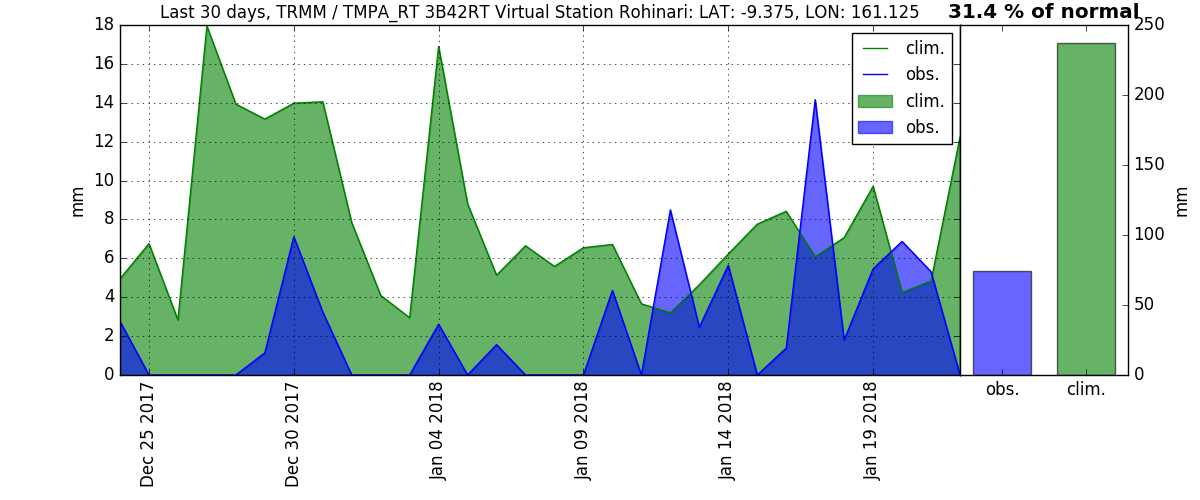 Last 30 days, TRMM / TMPA_RT 3B42RT Virtual Station Rohinari: LAT: -9.375, LON: 161.125
31.4 % of normal
18
16
14
12
10
8
6
4
2
0
mm
clim.
obs.
clim.
obs.
Dec 25 2017
Dec 30 2017
Jan 04 2018
Jan 09 2018
Jan 14 2018
Jan 19 2018
250
200
150
100
50
0
mm
obs.
clim.